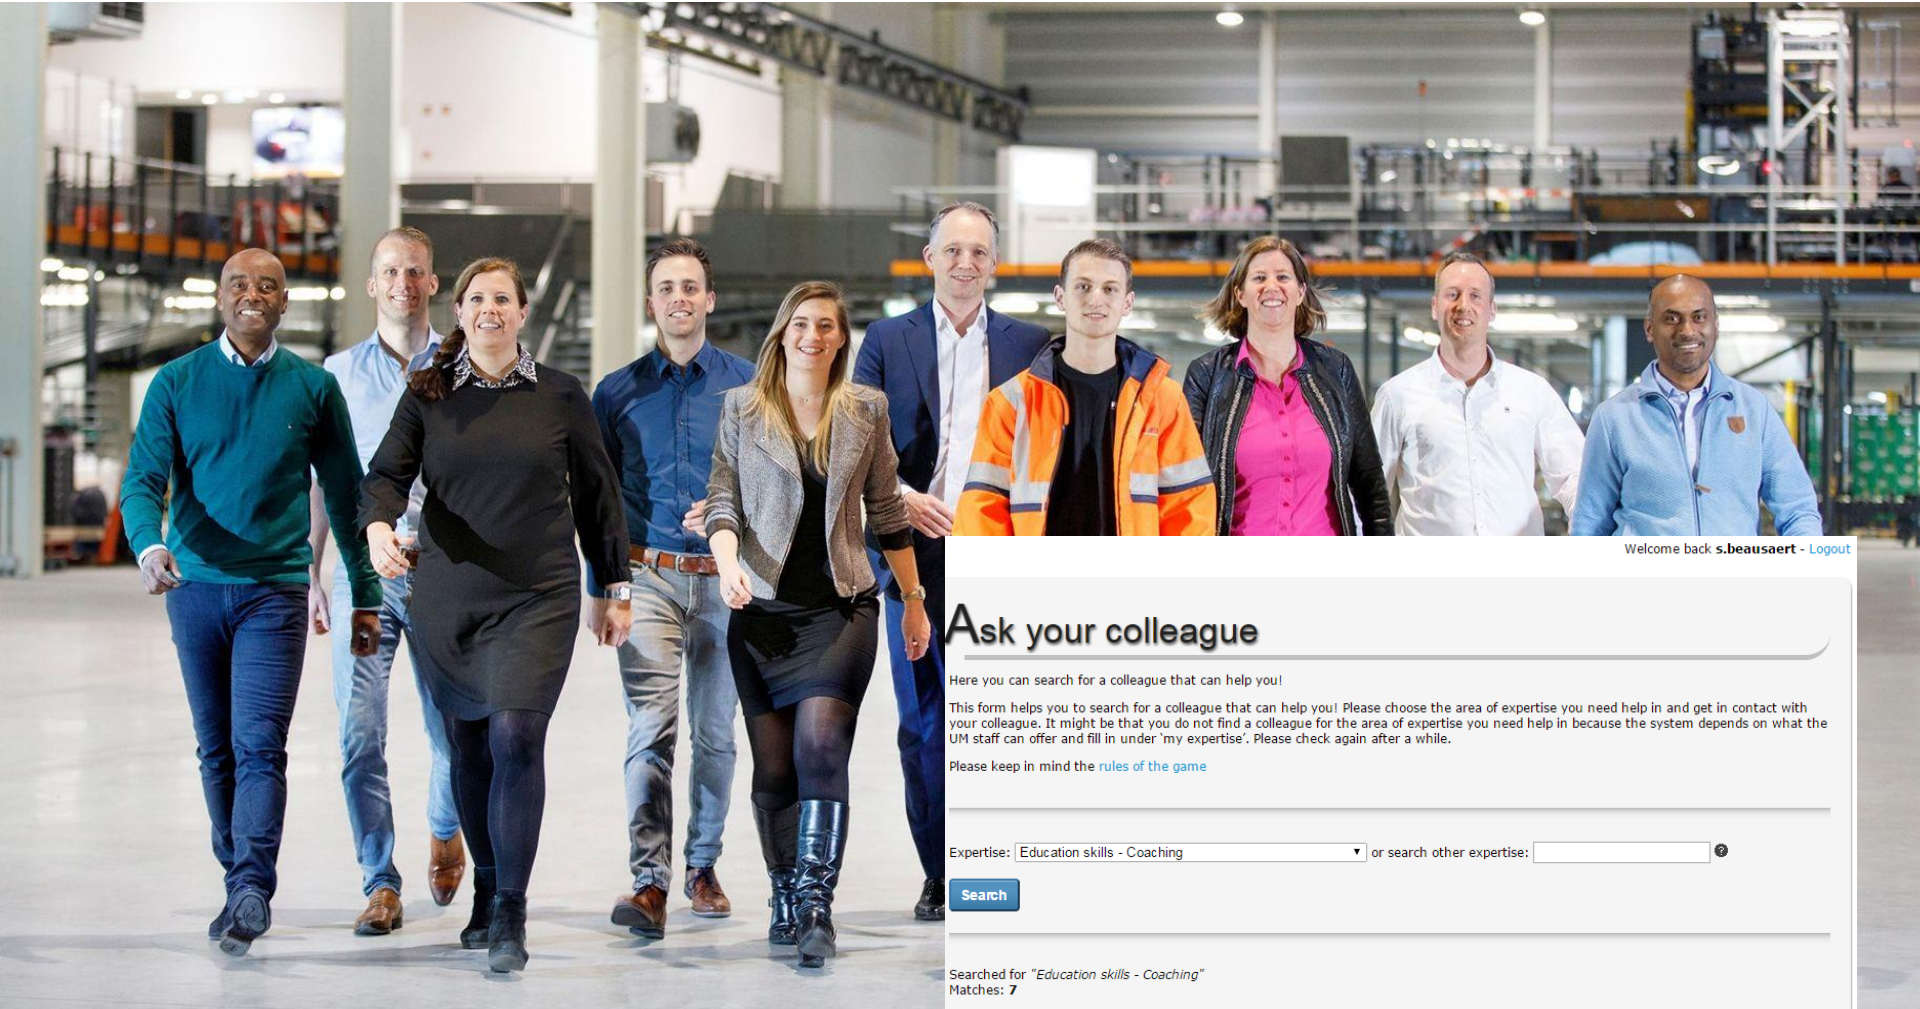 Welcome back s.beausaert - Logout
Ask your colleague
Here you can search for a colleague that can help you!
This form helps you to search for a colleague that can help you! Please choose the area of expertise you need help in and get in contact with
your colleague. It might be that you do not find a colleague for the area of expertise you need help in because the system depends on what the
UM staff can offer and fill in under ‘my expertise’. Please check again after a while.
Please keep in mind the rules of the game
Expertise: Education skills - Coaching or search other expertise: ?
Search
Searched for "Education skills - Coaching"
Matches: 7